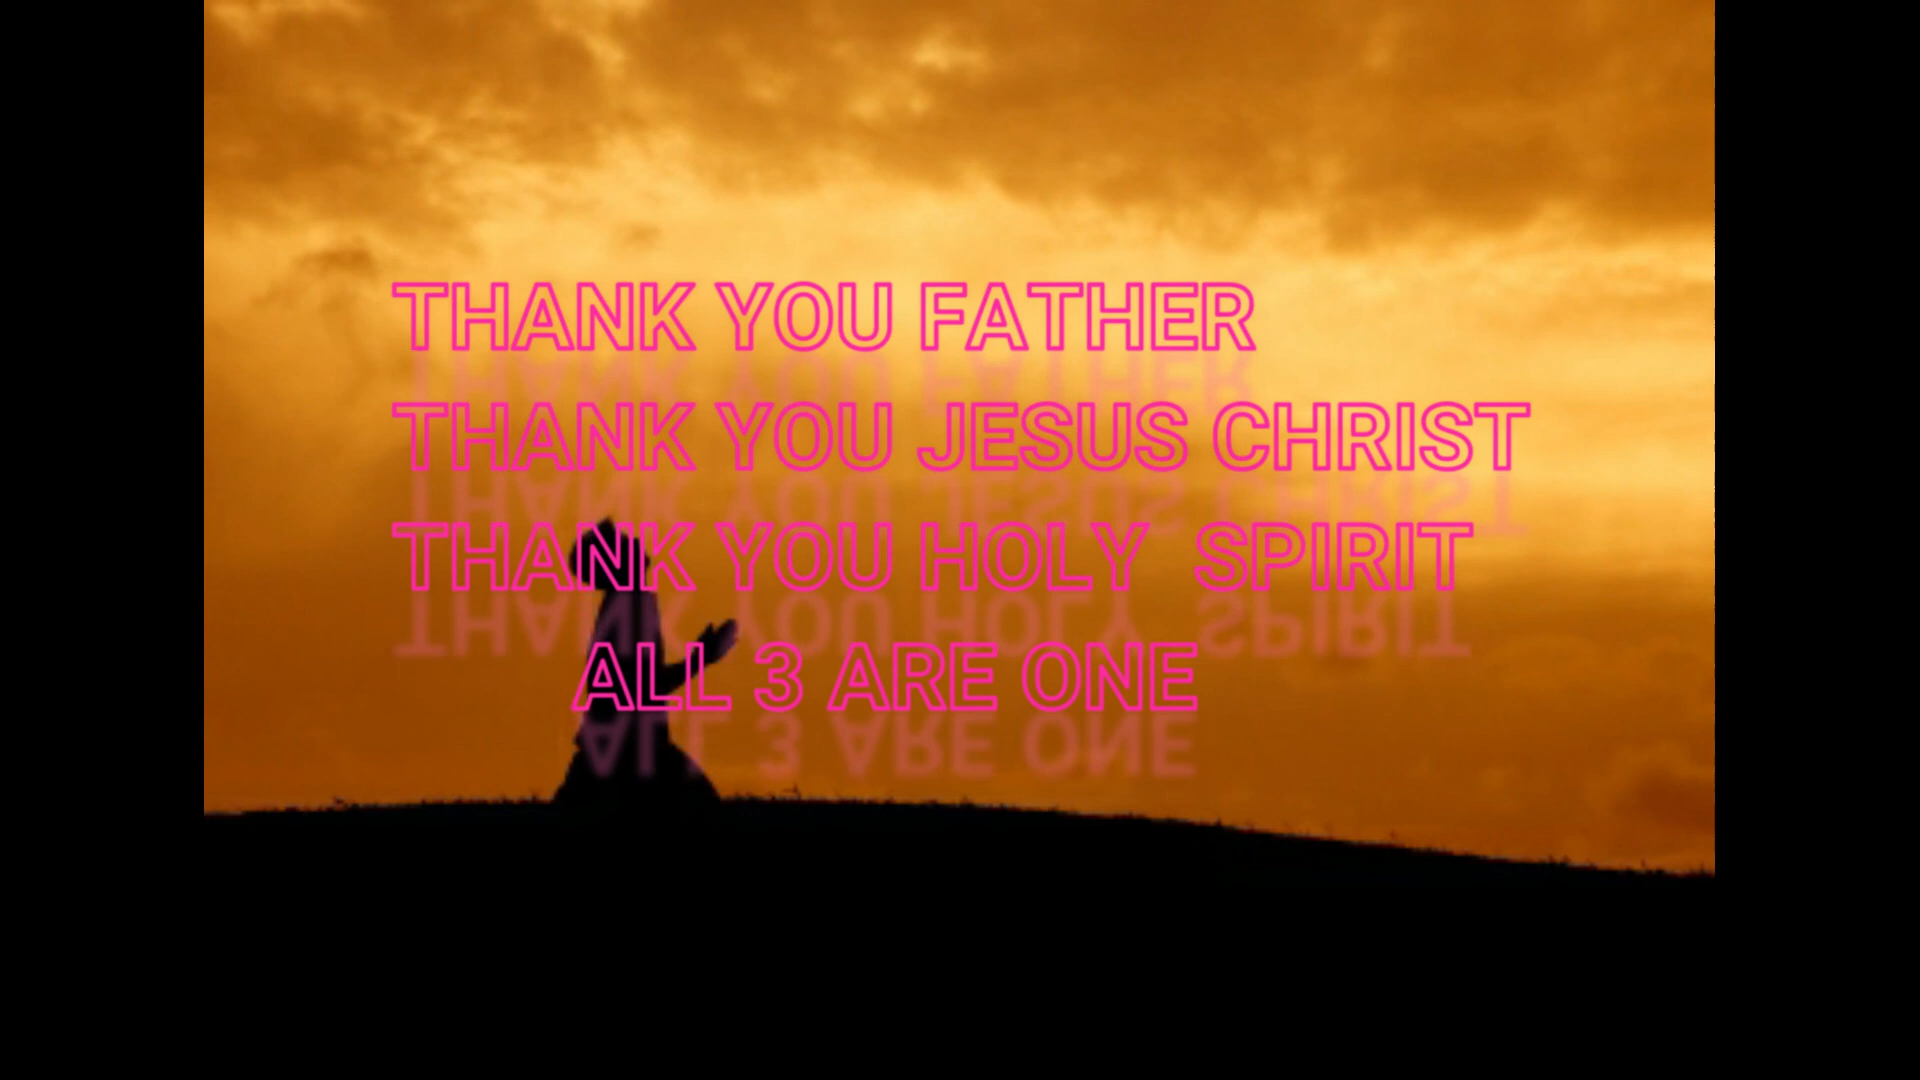 THANK YOU FATHER
THANK YOU JESUS CHRIST
THANK YOU HOLY  SPIRIT
ALL 3 ARE ONE